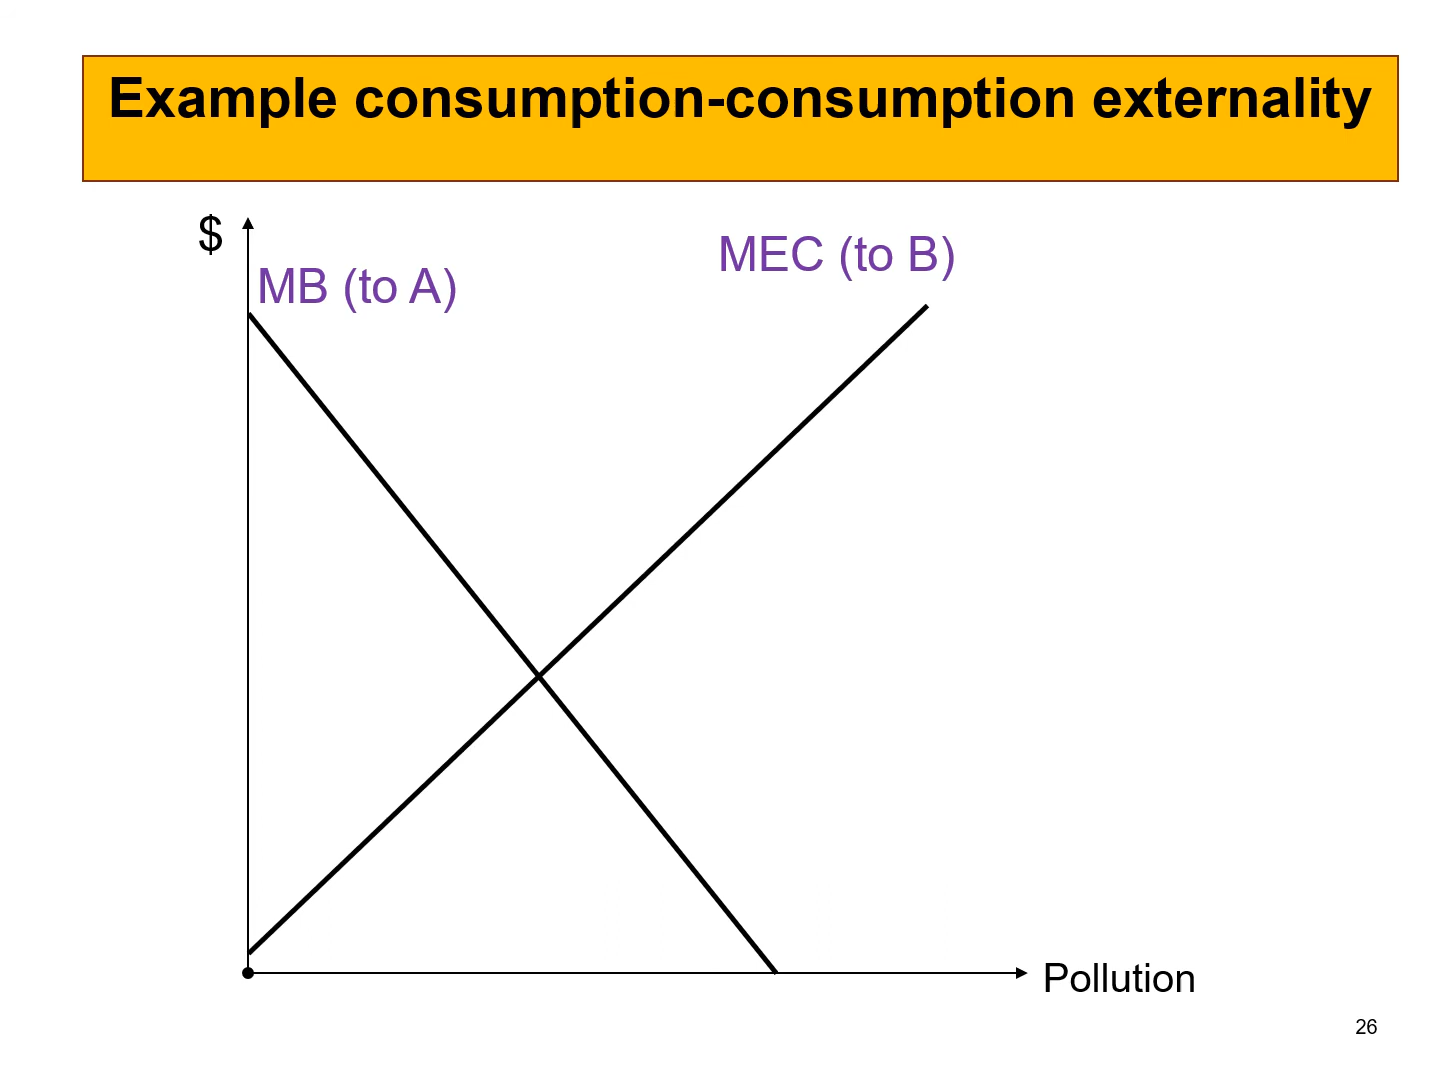 Example consumption-consumption externality
$
MEC (to B)
MB (to A)
Pollution
26